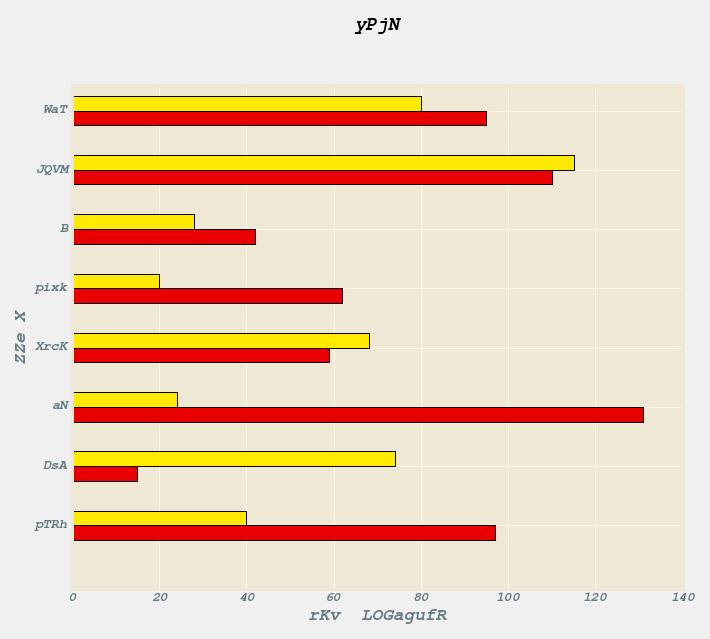 yPjN
WaT
JQVM
B
pixk
XrcK
aN
DsA
pTRh
ZZe X
0 20 40 60 80 100 120 140
rKv  LOGagufR